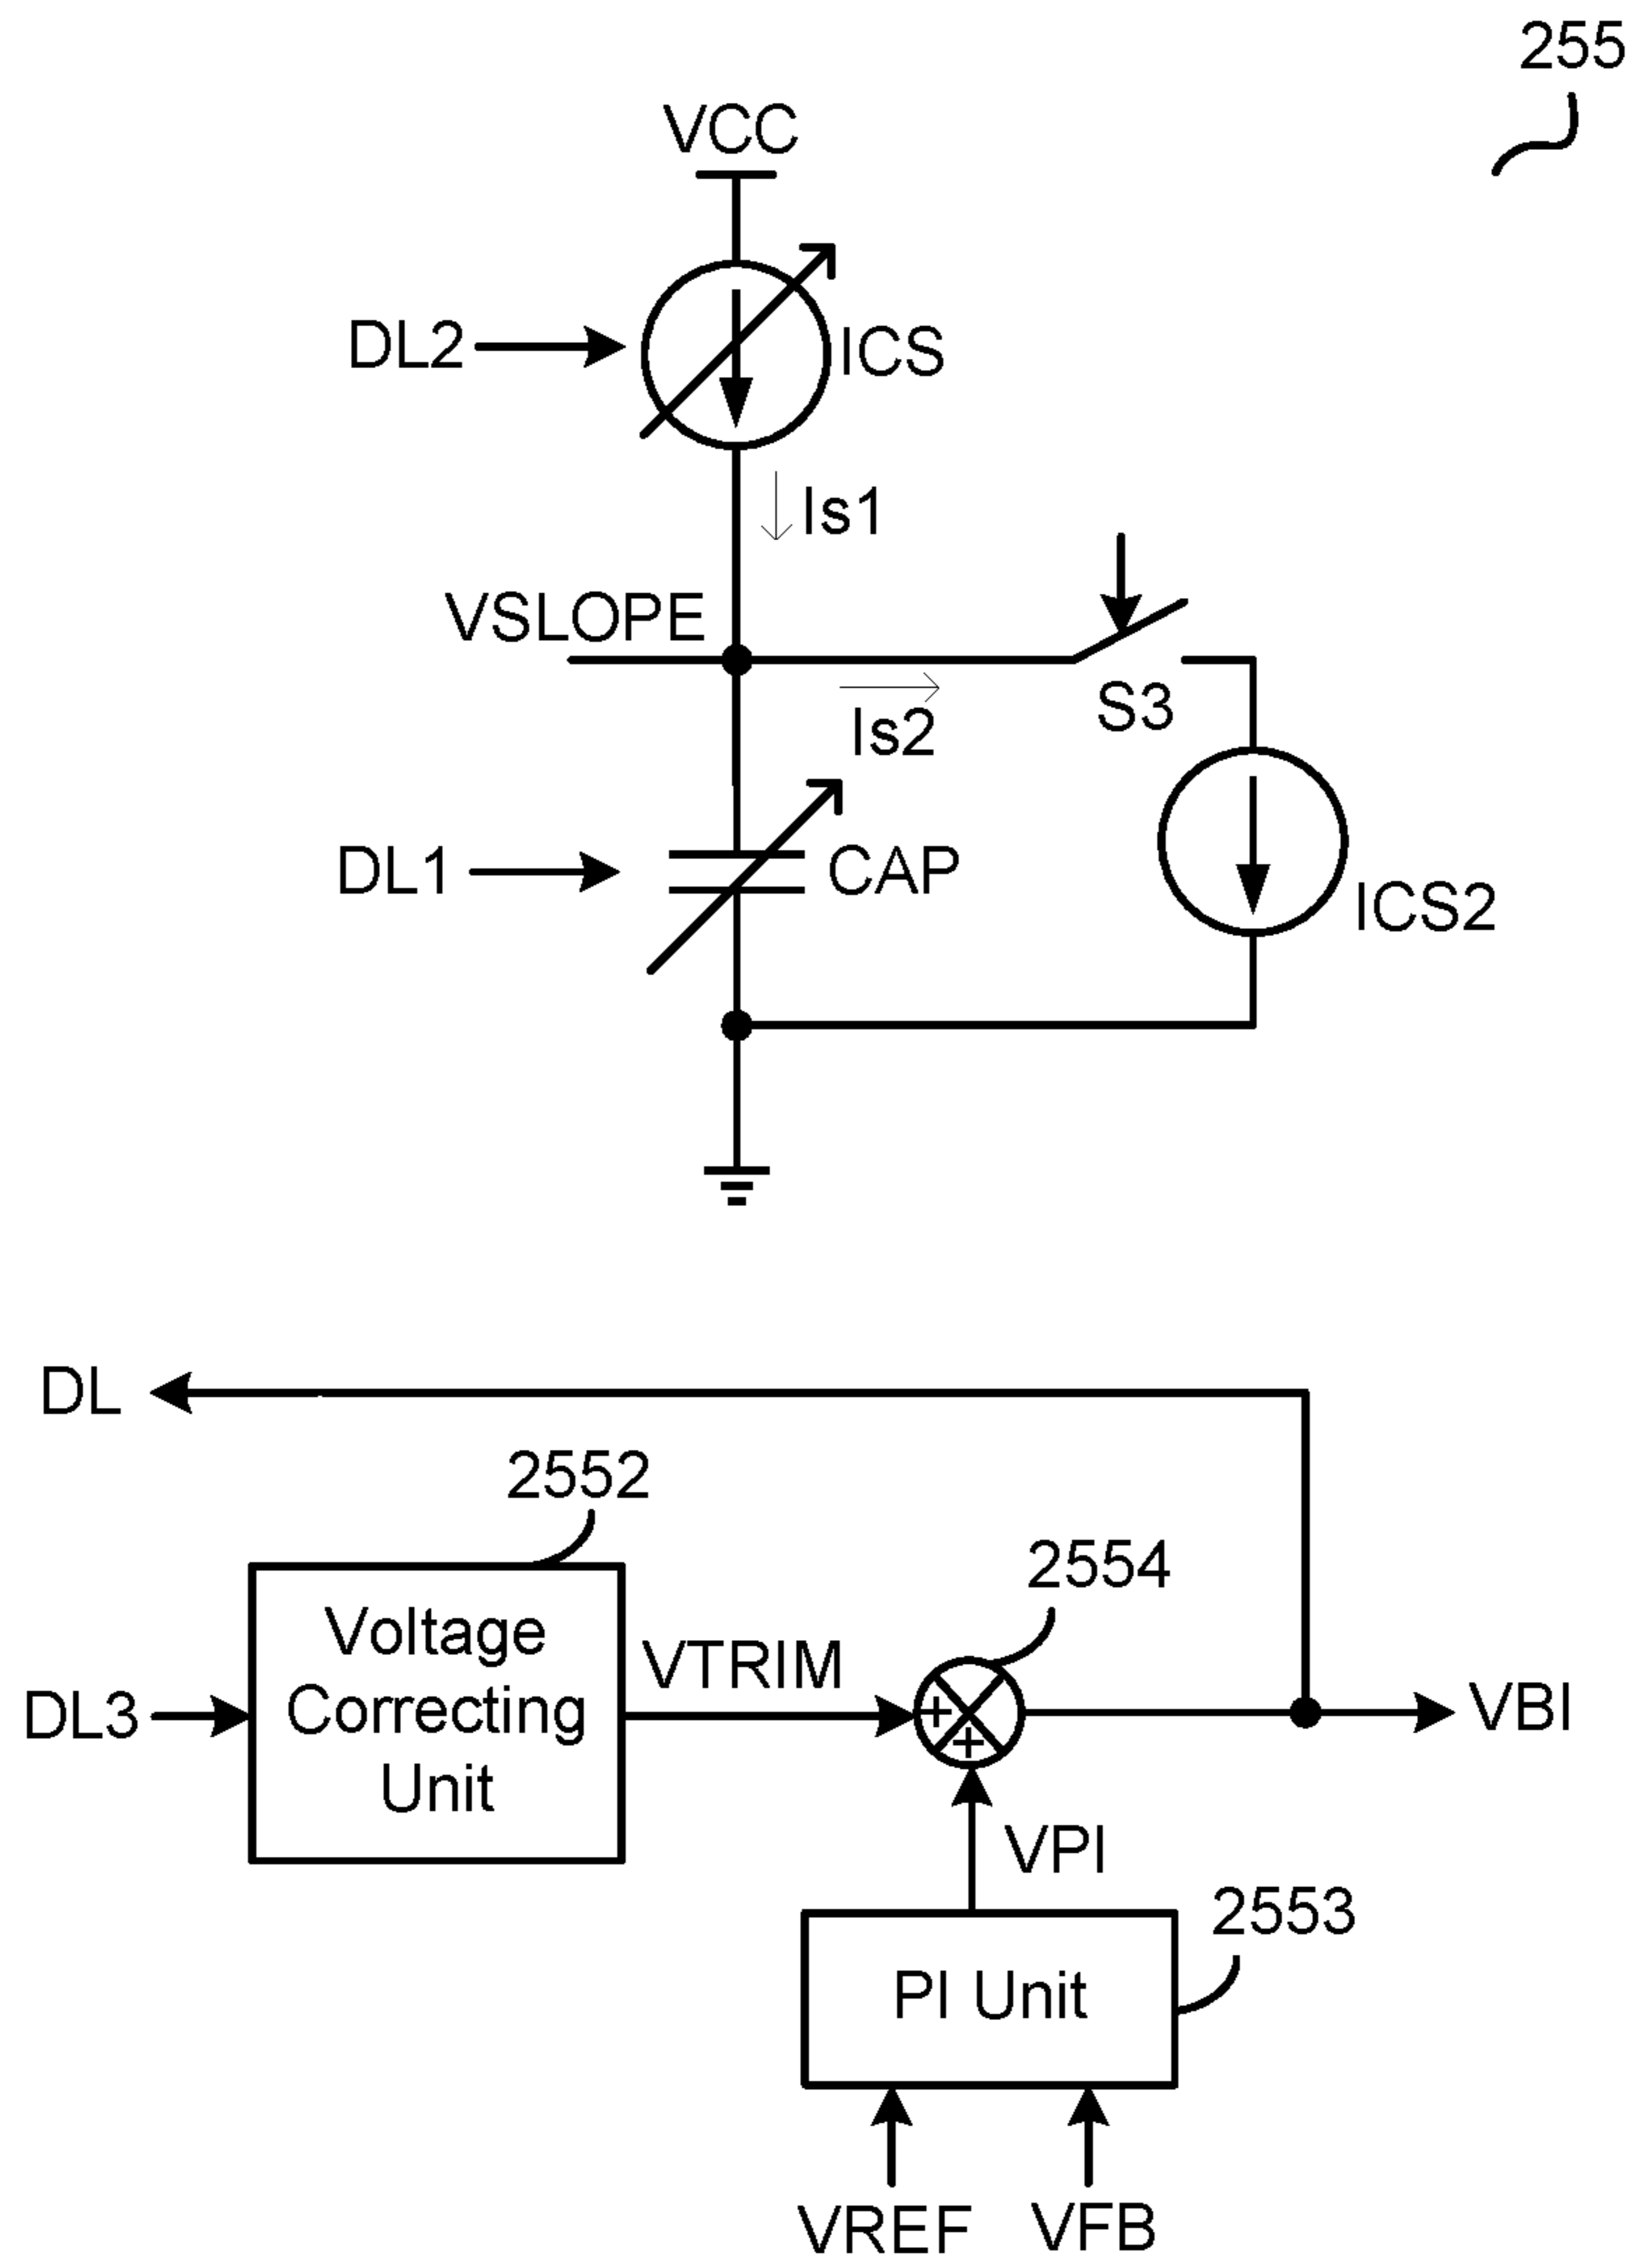 255
VCC
DL2
ICS
Is1
VSLOPE
Is2
S3
DL1
CAP
ICS2
DL
2552
2554
Voltage
Correcting
Unit
VTRIM
DL3
+
+
VBI
VPI
2553
PI Unit
VREF
VFB